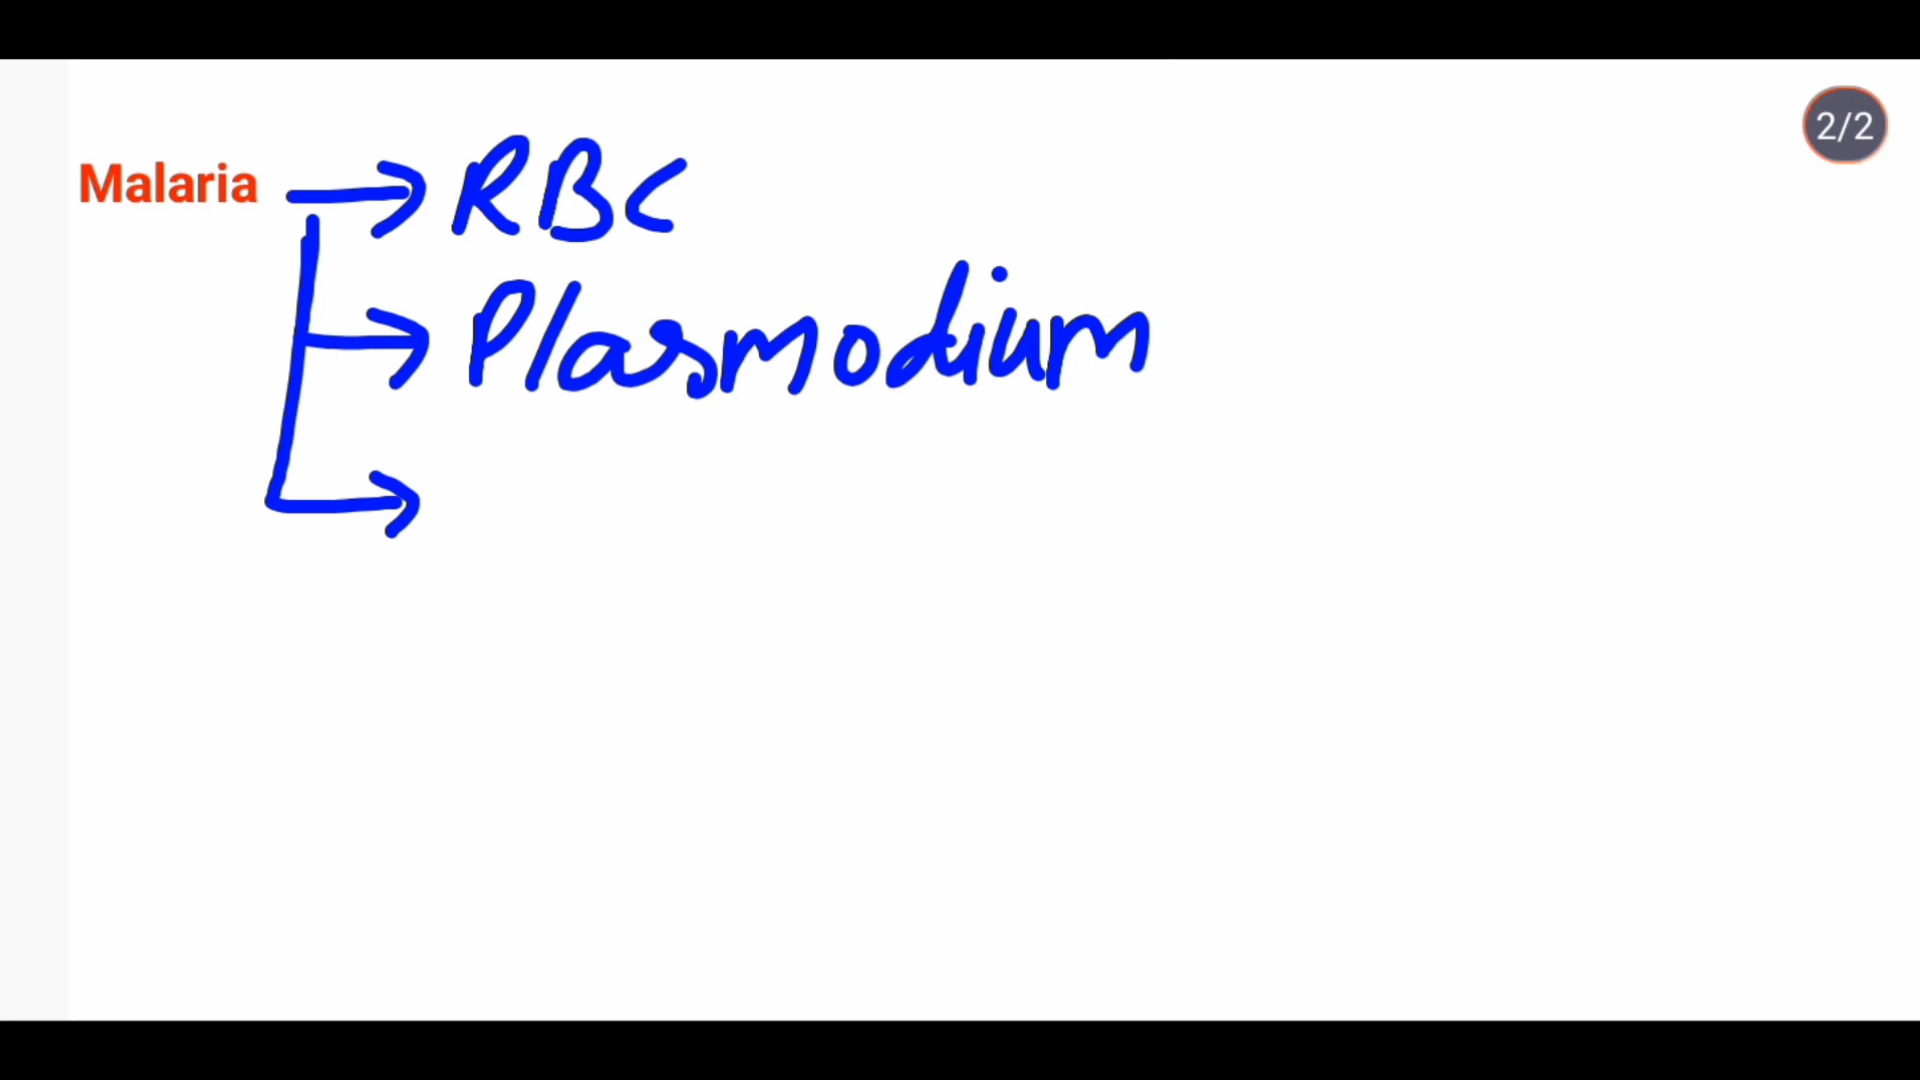 Malaria → RBC
→ Plasmodium
→
2/2